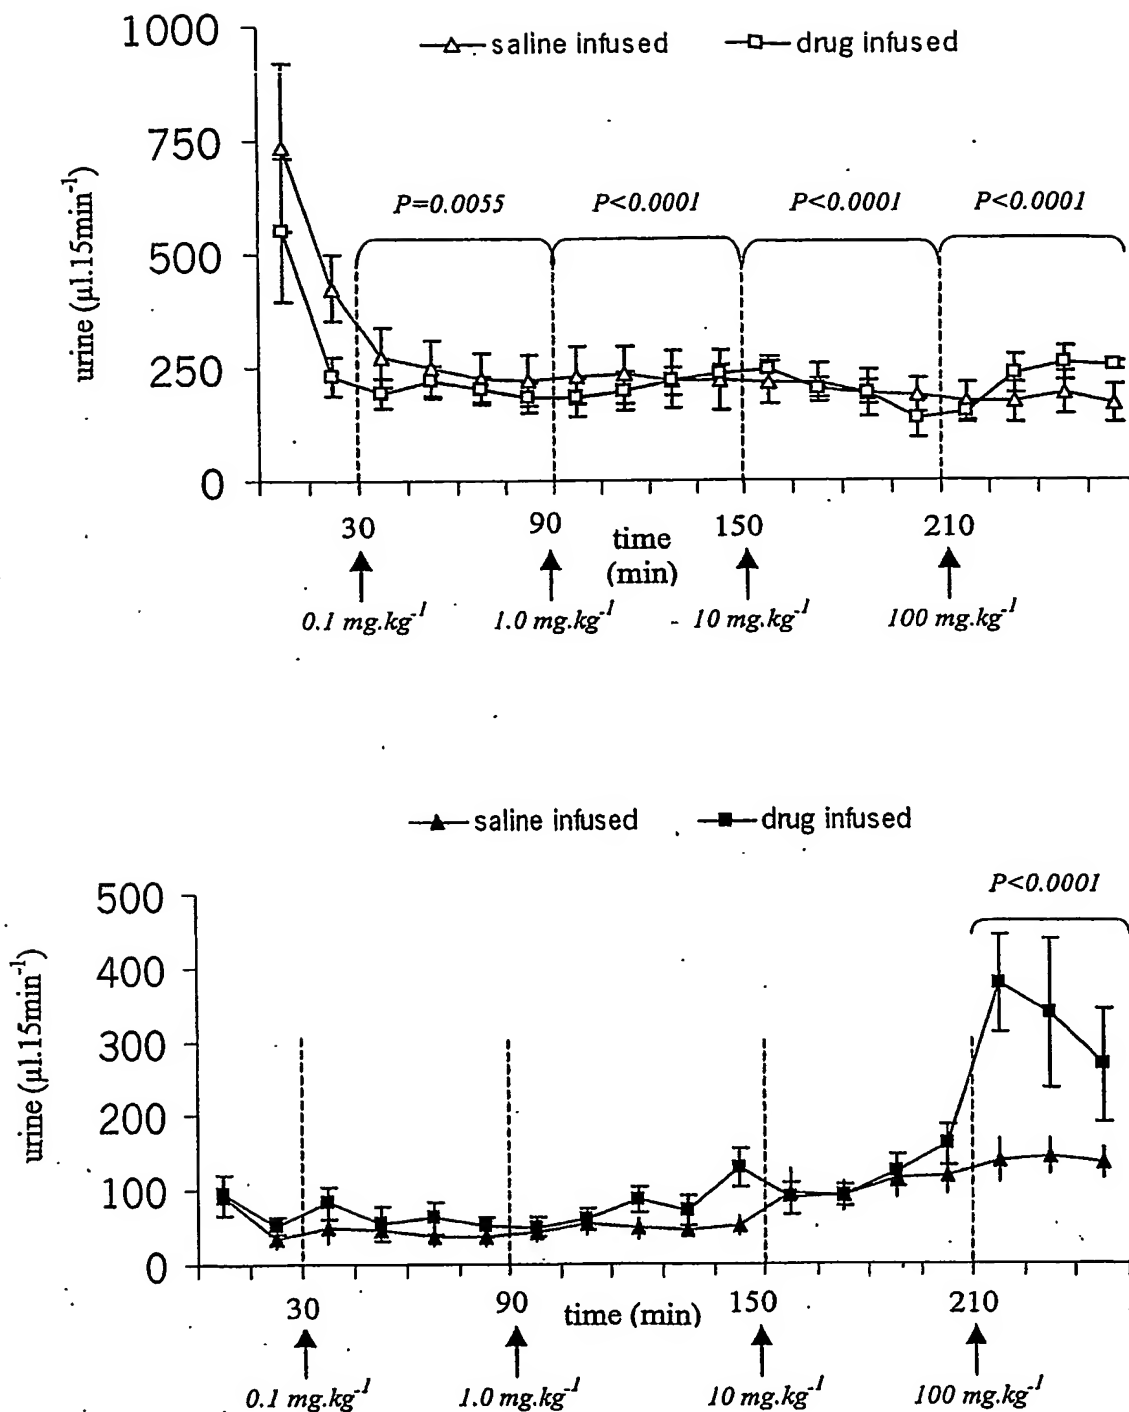 1000
saline infused
drug infused
750
500
250
0
urine (µl.15min⁻¹)
P=0.0055
P<0.0001
P<0.0001
P<0.0001
30
90
150
210
time
(min)
0.1 mg.kg⁻¹
1.0 mg.kg⁻¹
10 mg.kg⁻¹
100 mg.kg⁻¹
saline infused
drug infused
P<0.0001
500
400
300
200
100
0
urine (µl.15min⁻¹)
30
90
time (min)
150
210
0.1 mg.kg⁻¹
1.0 mg.kg⁻¹
10 mg.kg⁻¹
100 mg.kg⁻¹